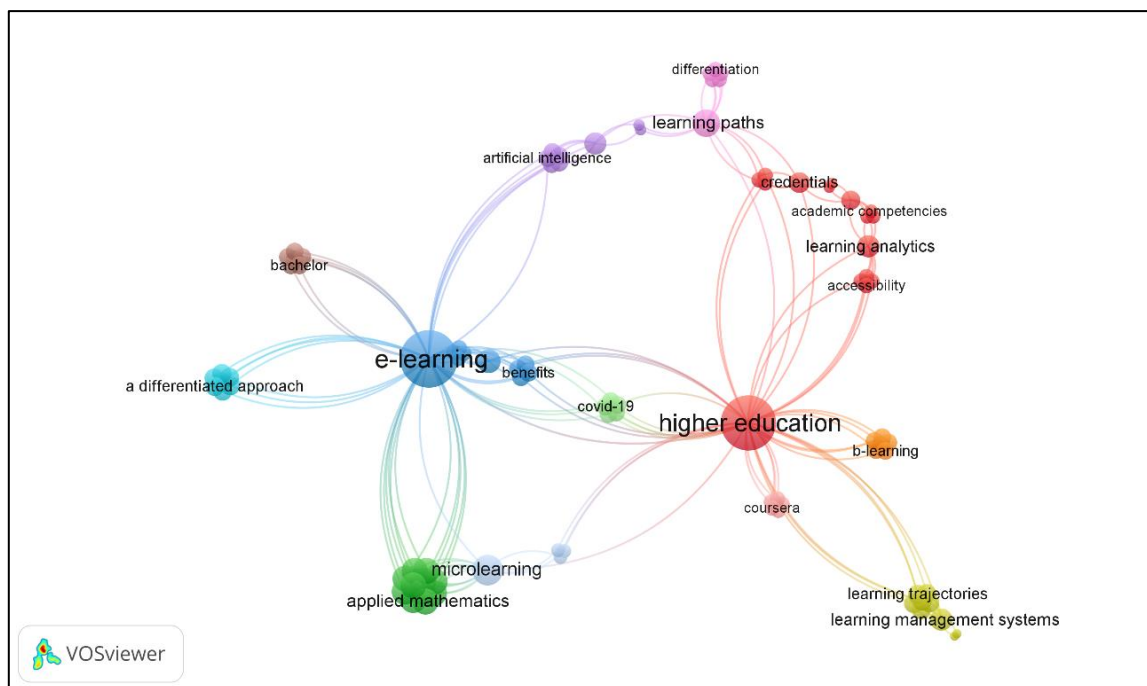 differentiation
learning paths
artificial intelligence
credentials
academic competencies
learning analytics
bachelor
accessibility
e-learning
benefits
a differentiated approach
covid-19
higher education
b-learning
coursera
microlearning
applied mathematics
learning trajectories
learning management systems
VOSviewer